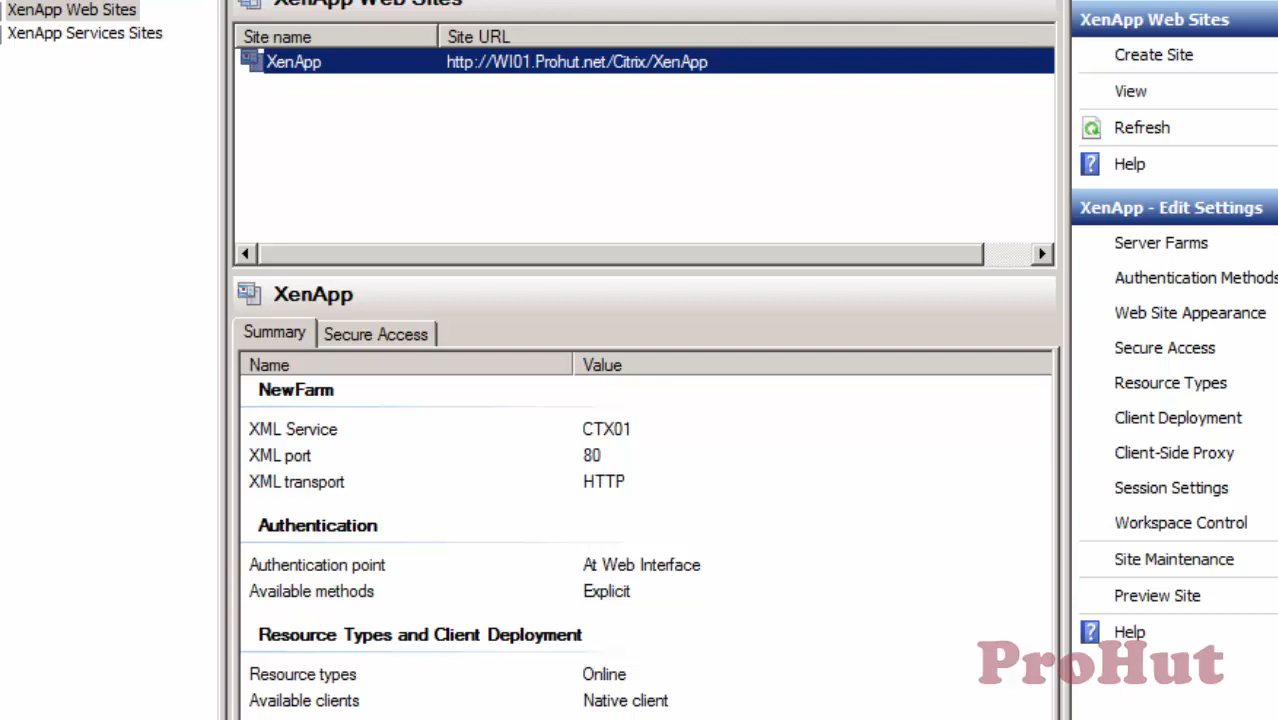 XenApp Web Sites
XenApp Services Sites
XenApp Web Sites
Site name Site URL
XenApp http://WI01.Prohut.net/Citrix/XenApp
XenApp
Summary Secure Access
Name Value
NewFarm
XML Service CTX01
XML port 80
XML transport HTTP
Authentication
Authentication point At Web Interface
Available methods Explicit
Resource Types and Client Deployment
Resource types Online
Available clients Native client
XenApp Web Sites
Create Site
View
Refresh
Help
XenApp - Edit Settings
Server Farms
Authentication Methods
Web Site Appearance
Secure Access
Resource Types
Client Deployment
Client-Side Proxy
Session Settings
Workspace Control
Site Maintenance
Preview Site
Help
ProHut